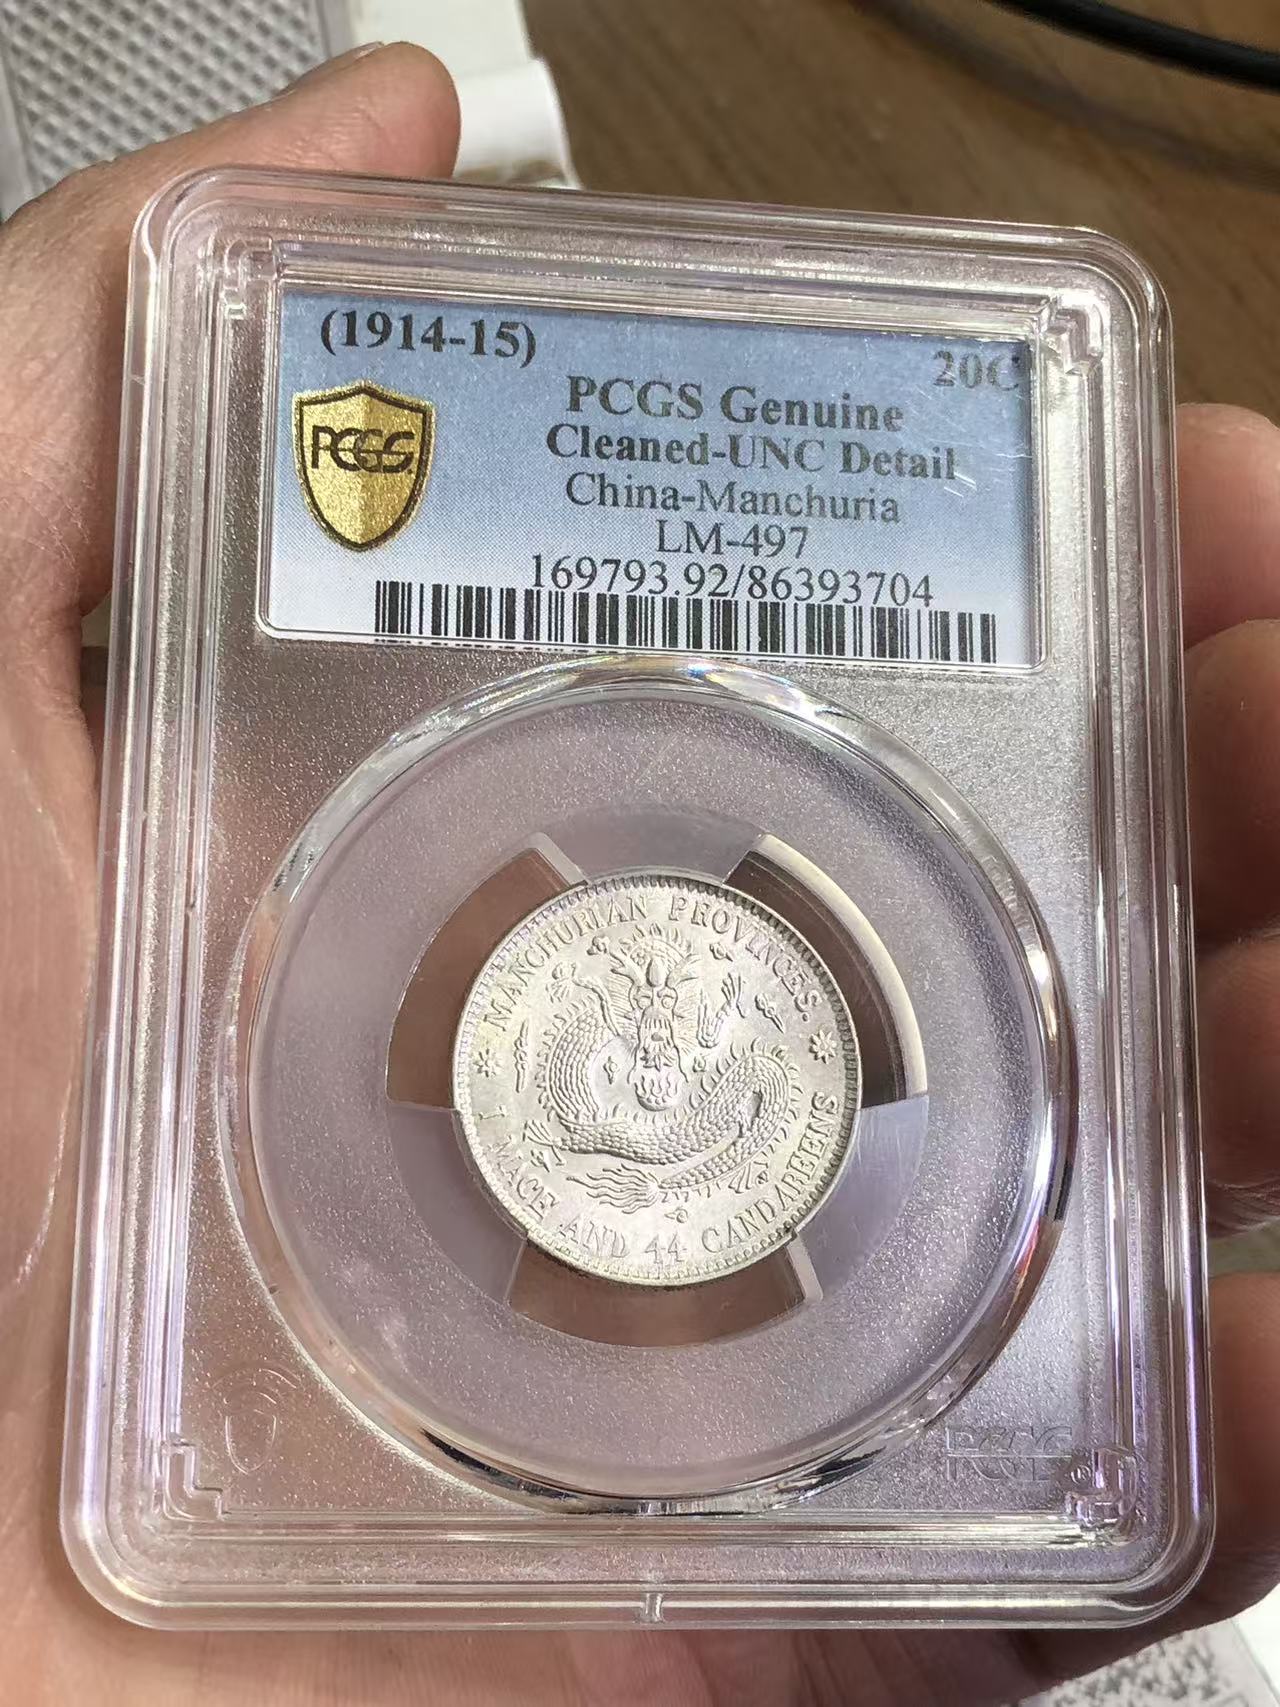 (1914-15)
20C
PCGS Genuine
PCGS
Cleaned-UNC Detail
China-Manchuria
LM-497
169793.92/86393704
MANCHURIAN PROVINCES.
1 MACE AND 44 CANDAREENS
PCGS